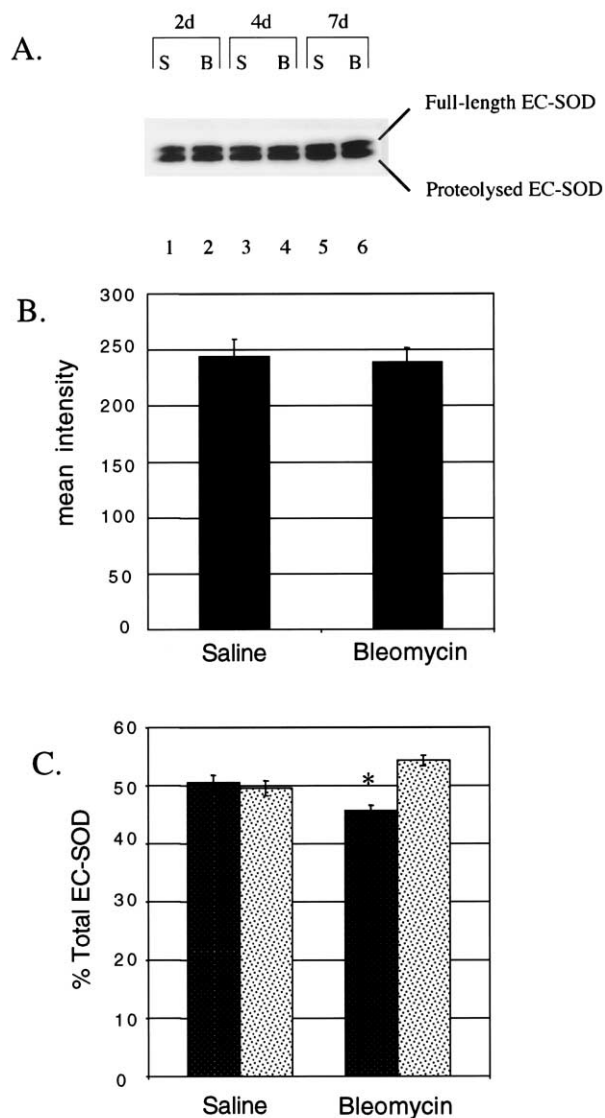 A.
2d 4d 7d
S B S B S B
Full-length EC-SOD
Proteolysed EC-SOD
1 2 3 4 5 6
B.
300
250
200
150
100
50
0
mean intensity
Saline Bleomycin
C.
60
50
40
30
20
10
0
% Total EC-SOD
*
Saline Bleomycin